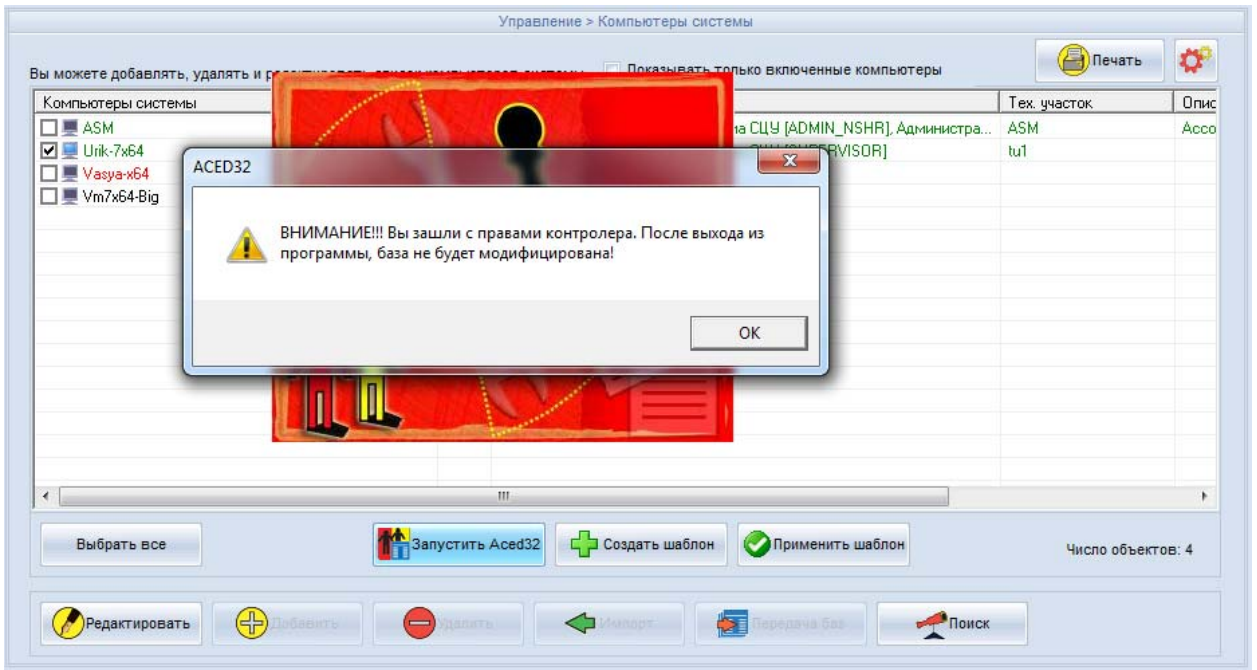 Управление > Компьютеры системы
Вы можете добавлять, удалять и
Показывать только включенные компьютеры
Печать
Компьютеры системы
Тех. участок
Опис
ASM
СЦУ [ADMIN_NSHR], Администра...
ASM
Acco
Urik-7x64
tu1
Vasya-x64
Vm7x64-Big
ACED32
ВНИМАНИЕ!!! Вы зашли с правами контролера. После выхода из
программы, база не будет модифицирована!
OK
Выбрать все
Запустить Aced32
Создать шаблон
Применить шаблон
Число объектов: 4
Редактировать
Добавить
Удалить
Импорт
Передача баз
Поиск